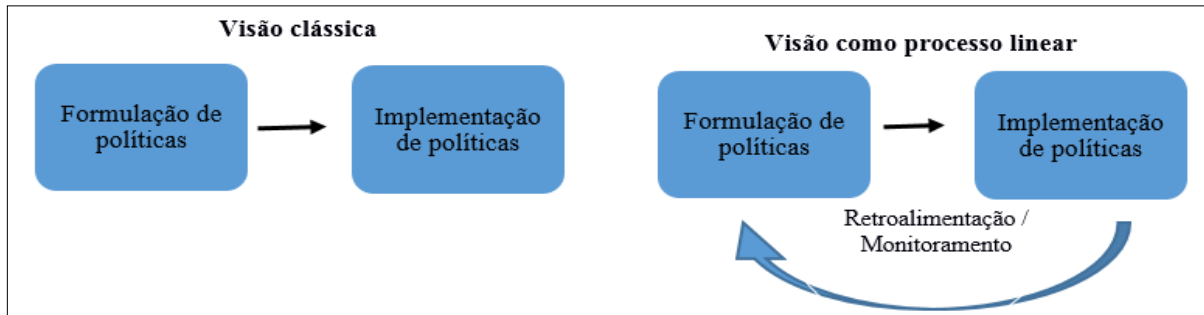 Visão clássica
Formulação de
políticas
Implementação
de políticas
Visão como processo linear
Formulação de
políticas
Implementação
de políticas
Retroalimentação /
Monitoramento